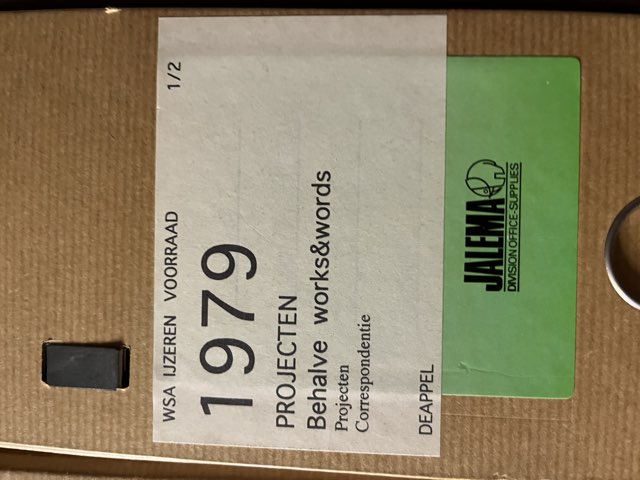 WSA IJZEREN VOORRAAD 1/2
1979
PROJECTEN
Behalve works&words
Projecten
Correspondentie
DEAPPEL
JALEMA
DIVISION OFFICE-SUPPLIES